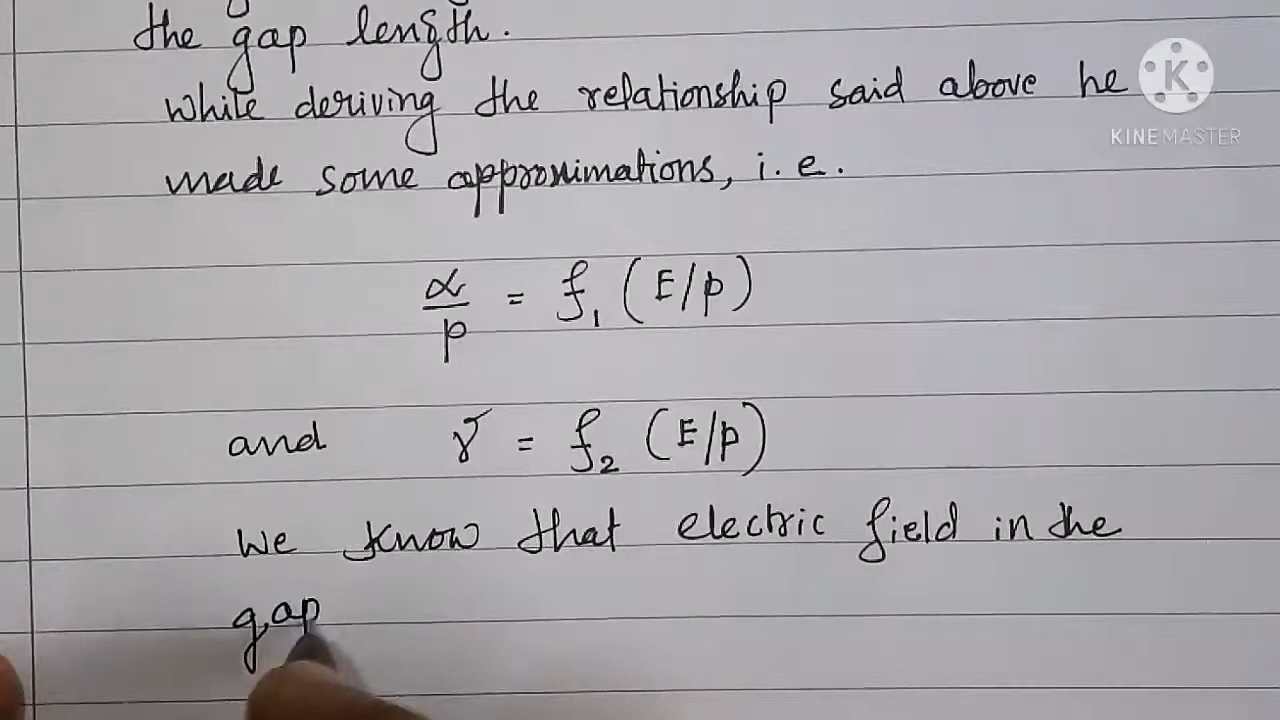 the gap length.
K
KINEMASTER
while deriving the relationship said above he
made some approximations, i.e.
α/p = f₁ (E/p)
and γ = f₂ (E/p)
We know that electric field in the
gap